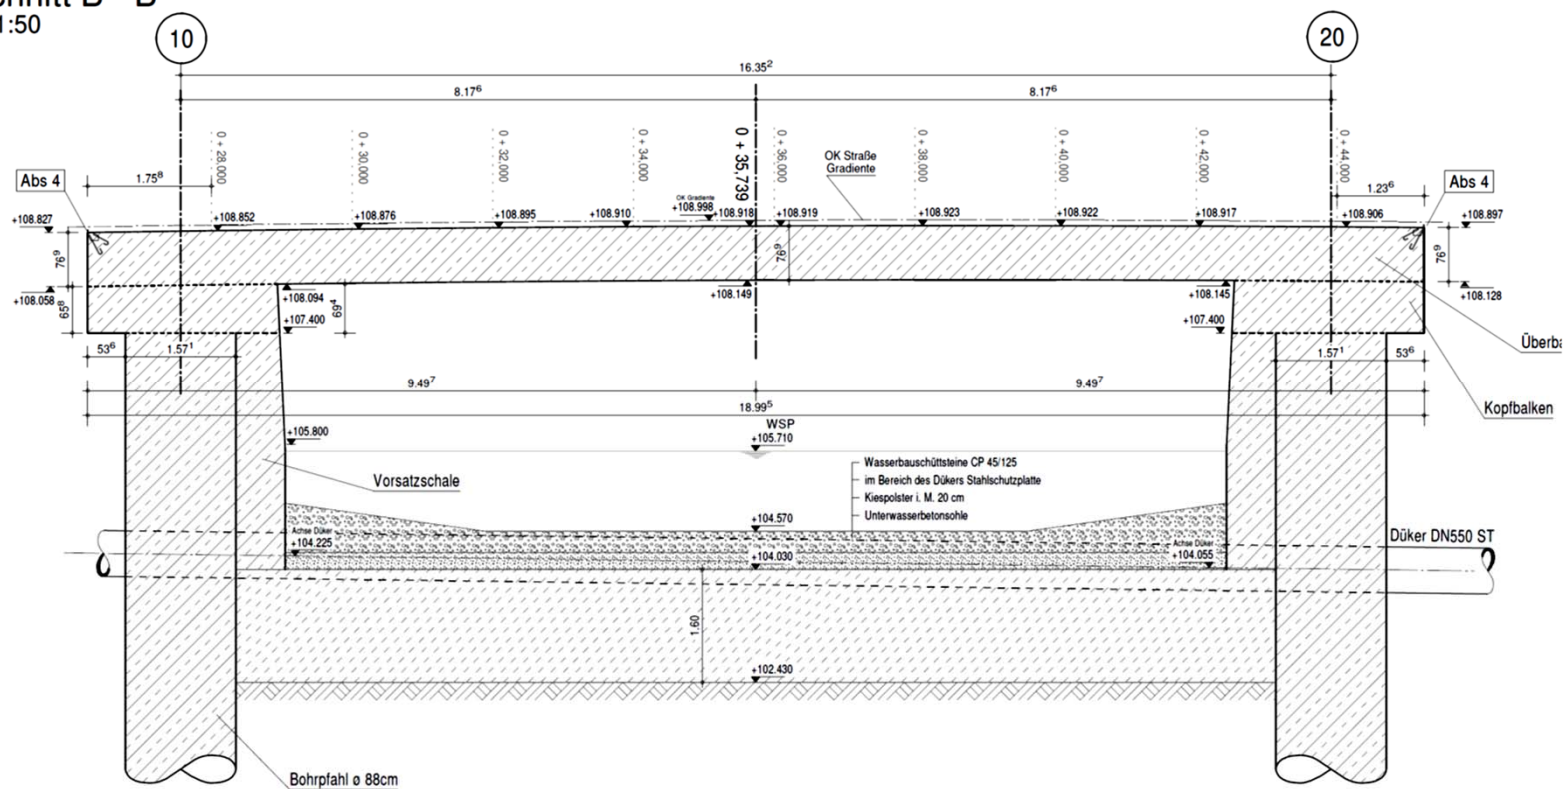 B - B
1:50
10
20
16.35²
8.17⁶
8.17⁶
0 + 28.000
0 + 30.000
0 + 32.000
0 + 34.000
0 + 35,739
0 + 36.000
0 + 38.000
0 + 40.000
0 + 42.000
0 + 44.000
OK Straße
Gradiente
Abs 4
1.75⁸
1.23⁶
Abs 4
+108.827
+108.852
+108.876
+108.895
+108.910
OK Gradiente
+108.998
+108.918
+108.919
+108.923
+108.922
+108.917
+108.906
+108.897
76⁹
76⁹
76⁹
+108.058
+108.094
+108.149
+108.145
+108.128
65⁸
69⁴
+107.400
+107.400
53⁶
1.57¹
1.57¹
53⁶
Überba
9.49⁷
9.49⁷
18.99⁵
Kopfbalken
WSP
+105.800
+105.710
Vorsatzschale
Wasserbauschüttsteine CP 45/125
im Bereich des Dükers Stahlschutzplatte
Kiespolster i. M. 20 cm
Unterwasserbetonsohle
+104.570
Achse Düker
+104.225
+104.030
Achse Düker
+104.055
Düker DN550 ST
1.60
+102.430
Bohrpfahl ø 88cm